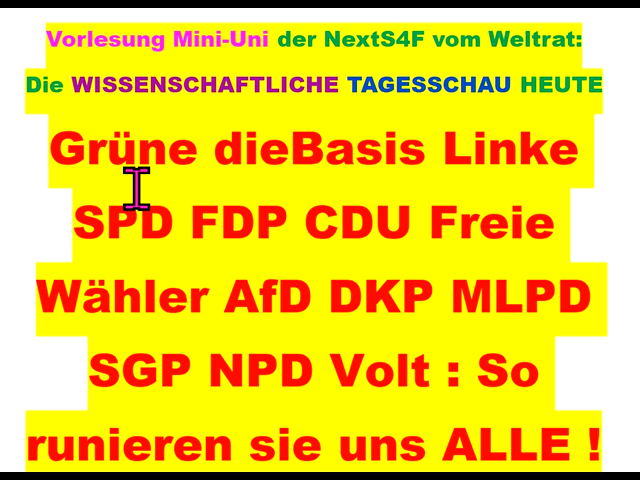 Vorlesung Mini-Uni der NextS4F vom Weltrat:
Die WISSENSCHAFTLICHE TAGESSCHAU HEUTE
Grüne dieBasis Linke
SPD FDP CDU Freie
Wähler AfD DKP MLPD
SGP NPD Volt : So
runieren sie uns ALLE !